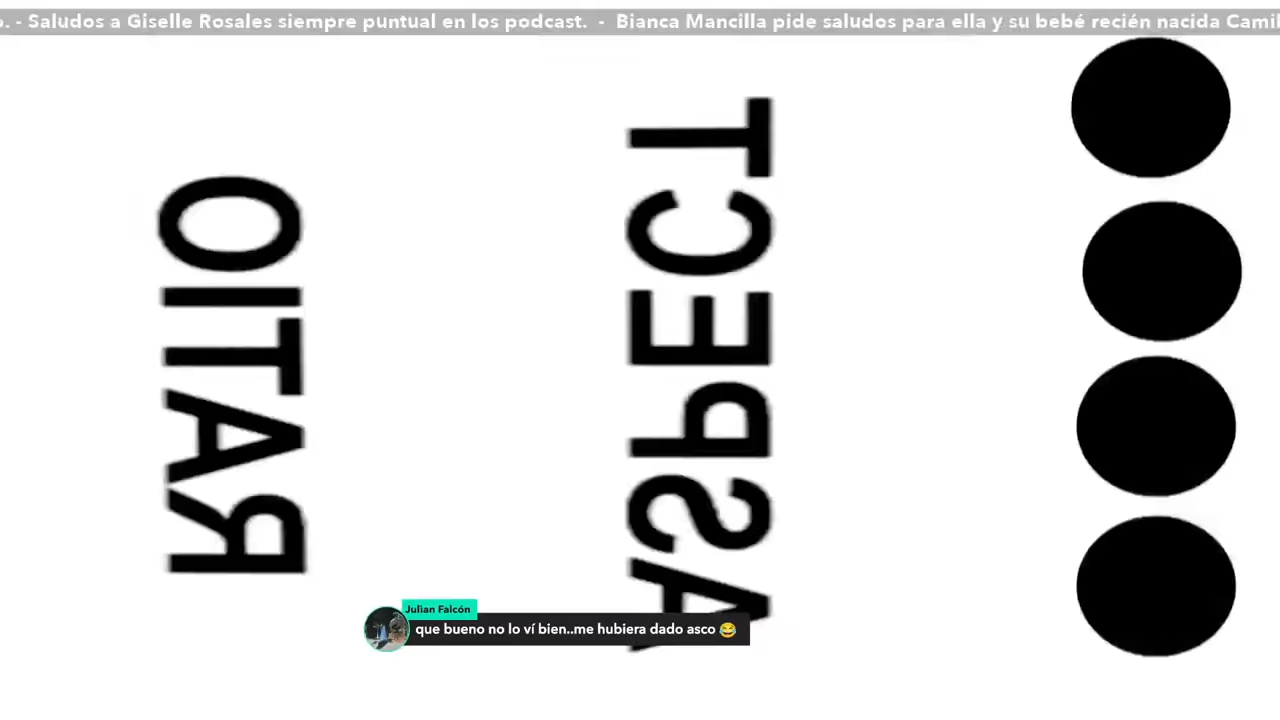 . - Saludos a Giselle Rosales siempre puntual en los podcast. - Bianca Mancilla pide saludos para ella y su bebé recién nacida
ASPECT
RATIO
Julian Falcón
que bueno no lo ví bien..me hubiera dado asco 😂